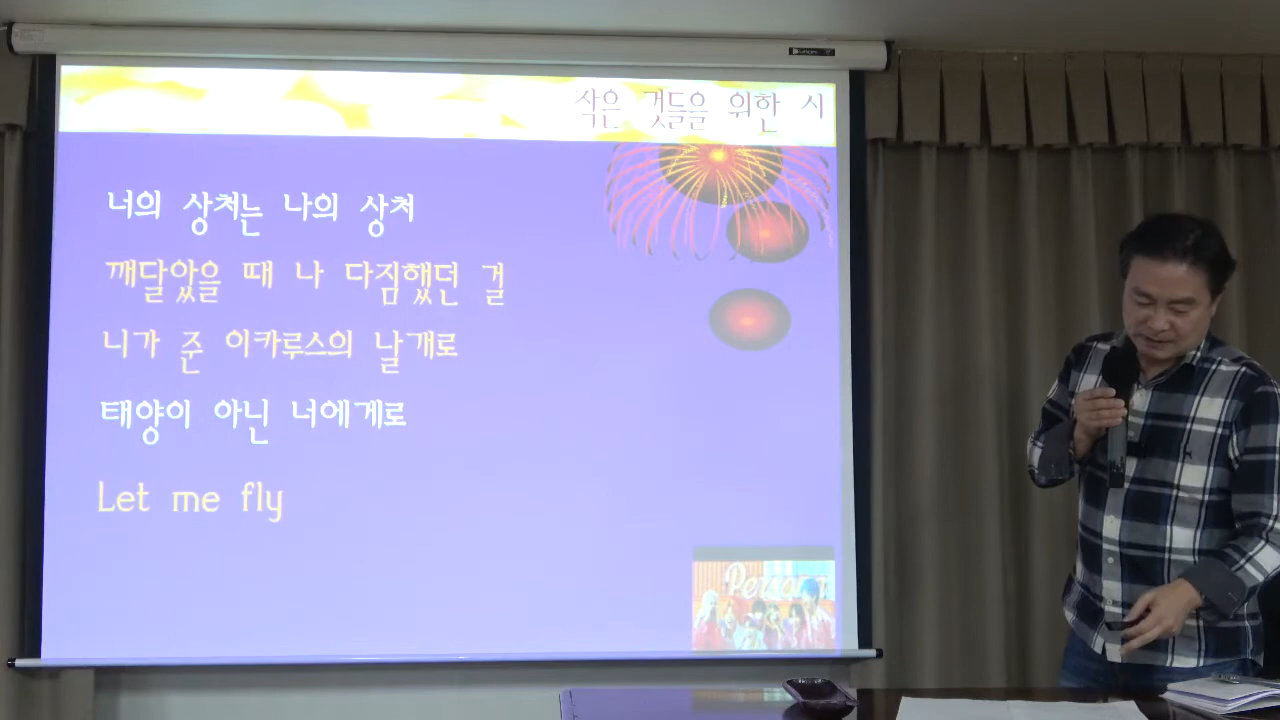 작은 것들을 위한 시
너의 상처는 나의 상처
깨달았을 때 나 다짐했던 걸
니가 준 이카루스의 날개로
태양이 아닌 너에게로
Let me fly
Persona